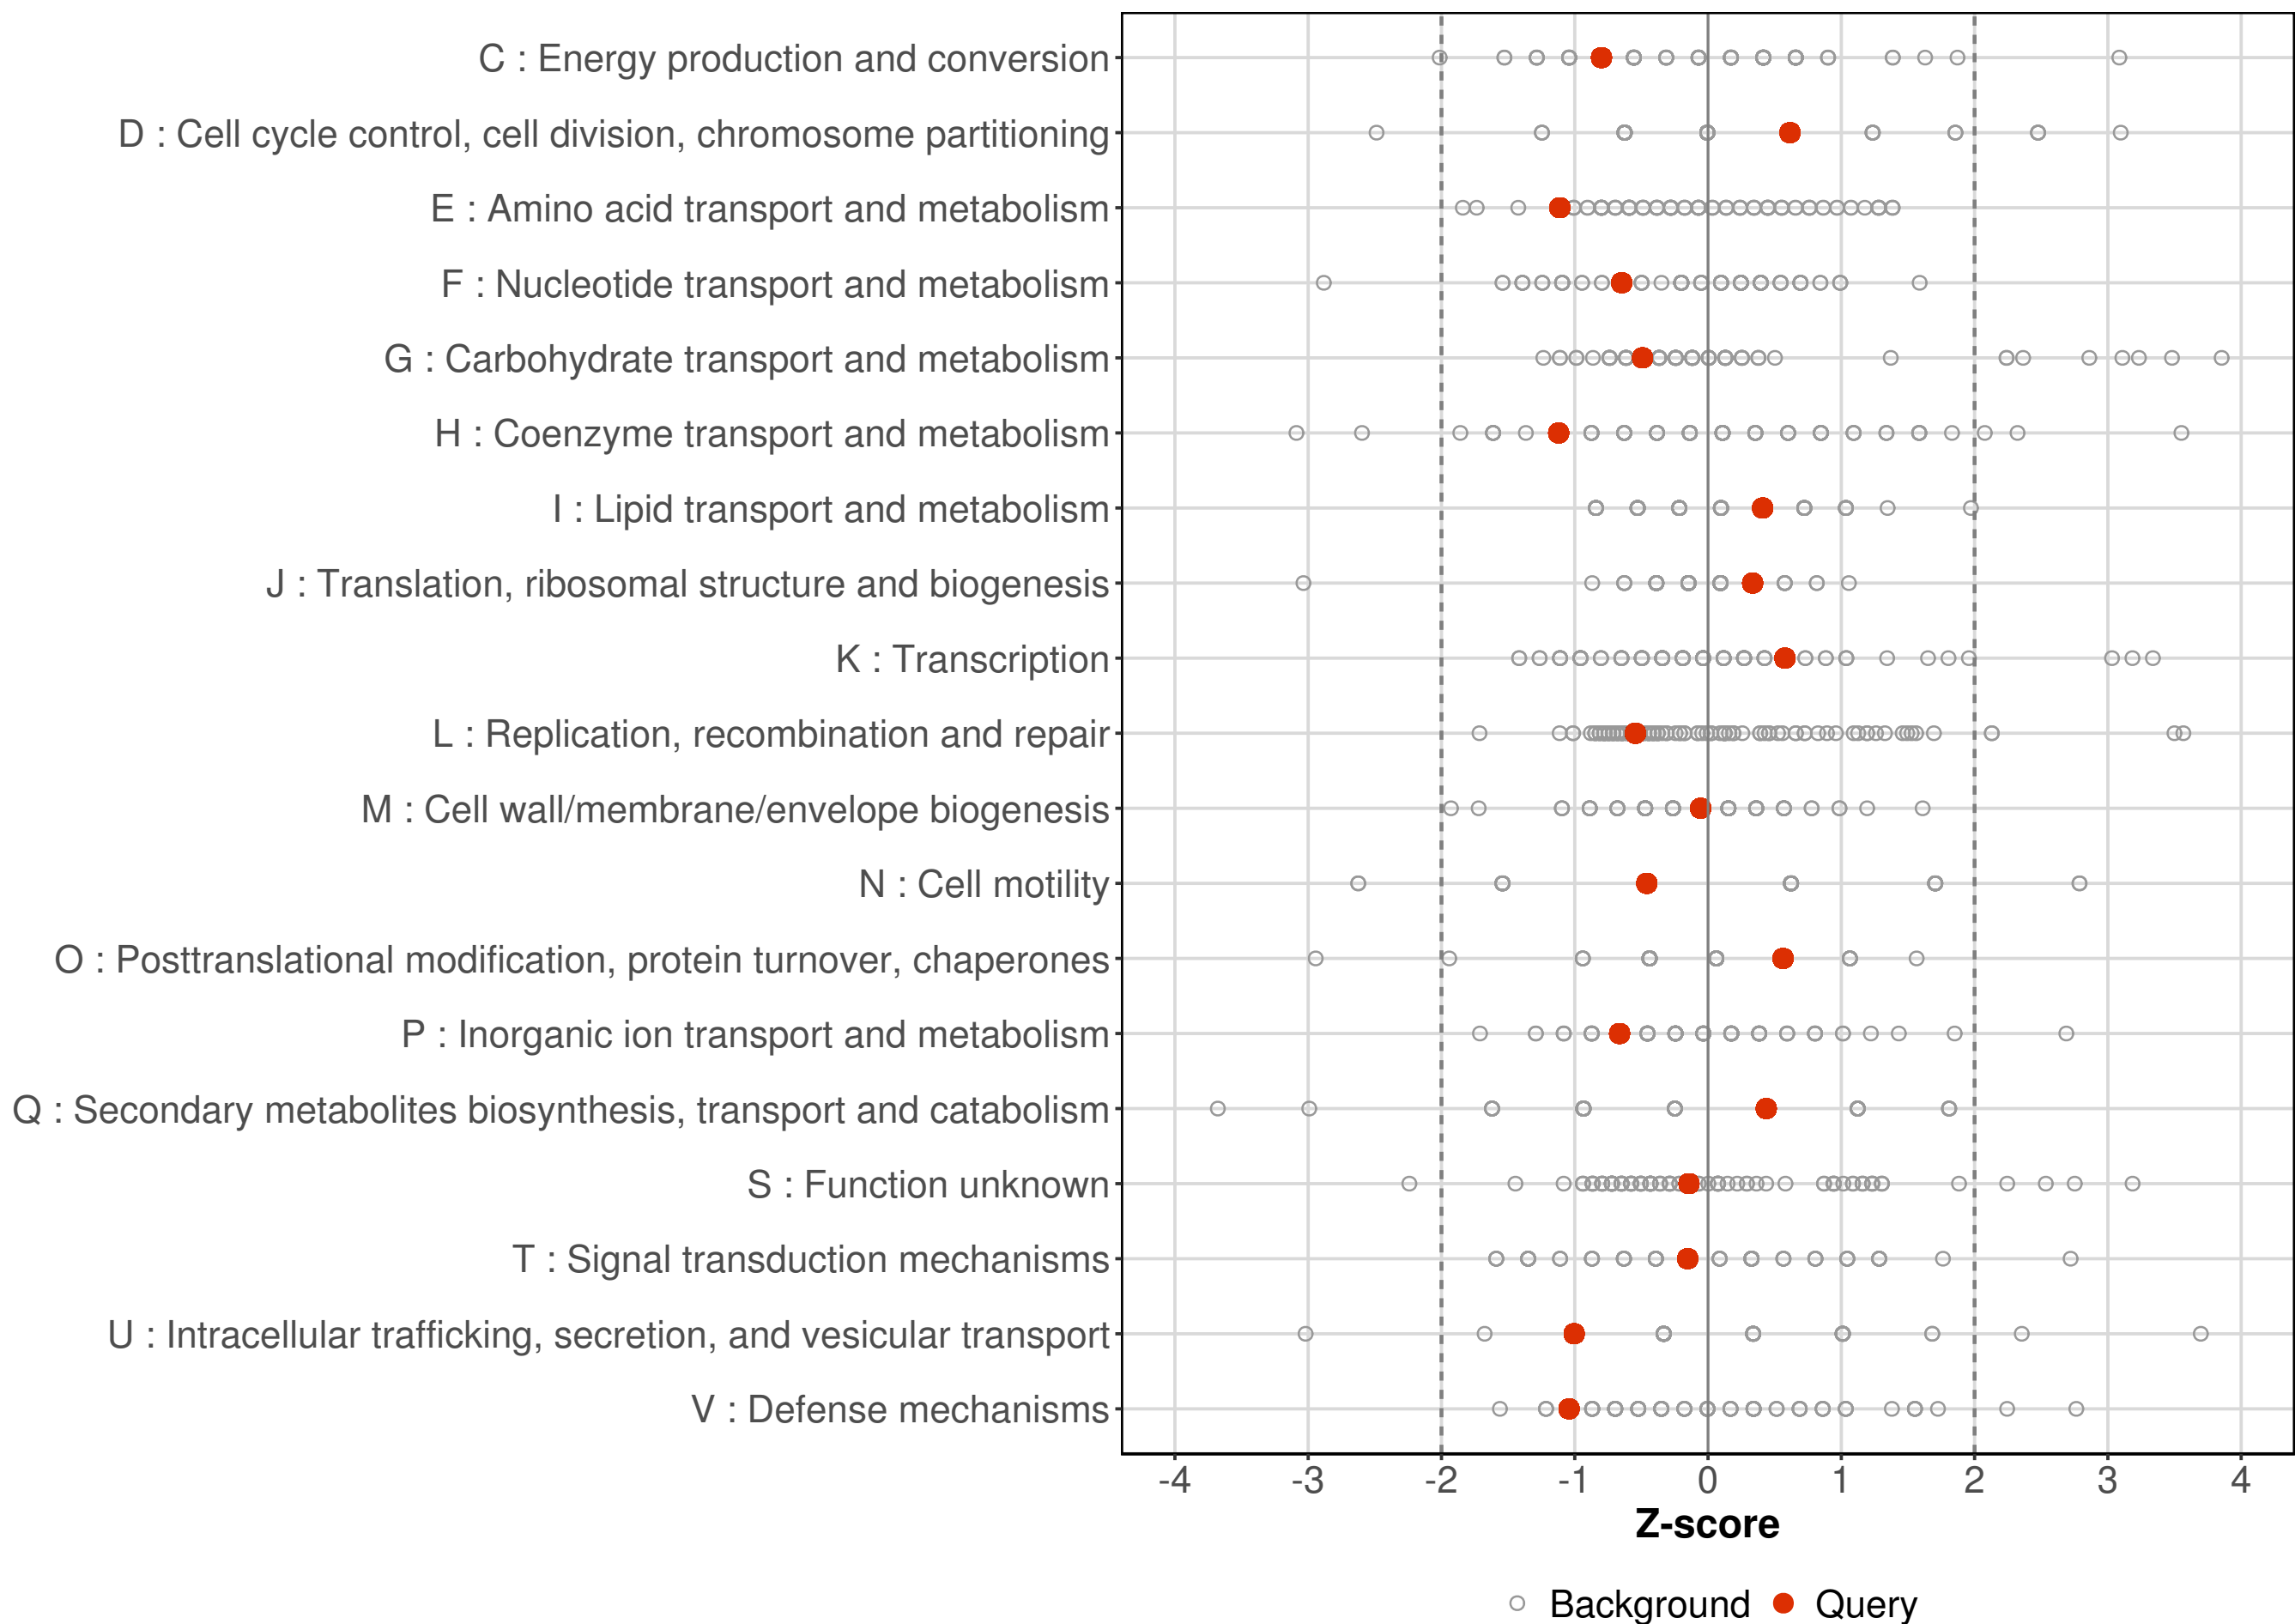 C : Energy production and conversion
D : Cell cycle control, cell division, chromosome partitioning
E : Amino acid transport and metabolism
F : Nucleotide transport and metabolism
G : Carbohydrate transport and metabolism
H : Coenzyme transport and metabolism
I : Lipid transport and metabolism
J : Translation, ribosomal structure and biogenesis
K : Transcription
L : Replication, recombination and repair
M : Cell wall/membrane/envelope biogenesis
N : Cell motility
O : Posttranslational modification, protein turnover, chaperones
P : Inorganic ion transport and metabolism
Q : Secondary metabolites biosynthesis, transport and catabolism
S : Function unknown
T : Signal transduction mechanisms
U : Intracellular trafficking, secretion, and vesicular transport
V : Defense mechanisms
-4 -3 -2 -1 0 1 2 3 4
Z-score
Background Query